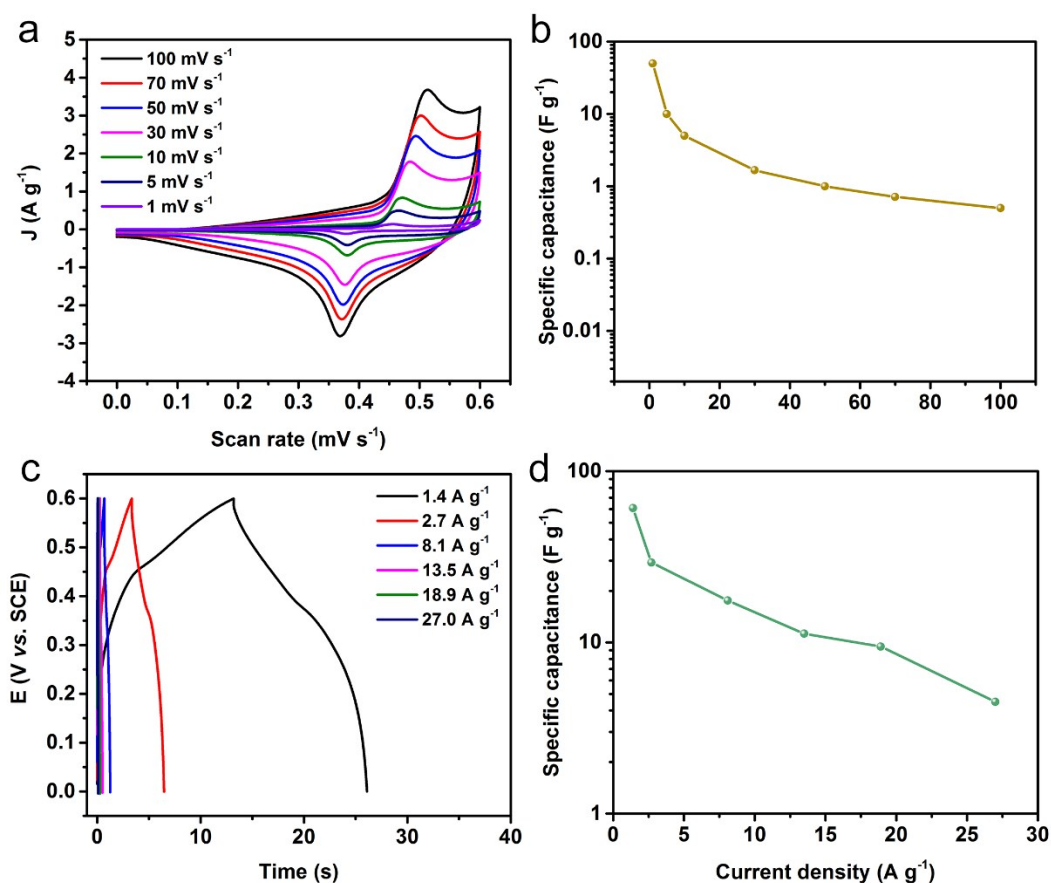 a
5
4
3
2
1
0
-1
-2
-3
-4
J (A g⁻¹)
100 mV s⁻¹
70 mV s⁻¹
50 mV s⁻¹
30 mV s⁻¹
10 mV s⁻¹
5 mV s⁻¹
1 mV s⁻¹
0.0 0.1 0.2 0.3 0.4 0.5 0.6
Scan rate (mV s⁻¹)
b
100
10
1
0.1
0.01
Specific capacitance (F g⁻¹)
0 20 40 60 80 100
c
0.6
0.5
0.4
0.3
0.2
0.1
0.0
E (V vs. SCE)
1.4 A g⁻¹
2.7 A g⁻¹
8.1 A g⁻¹
13.5 A g⁻¹
18.9 A g⁻¹
27.0 A g⁻¹
0 10 20 30 40
Time (s)
d
100
10
1
Specific capacitance (F g⁻¹)
0 5 10 15 20 25 30
Current density (A g⁻¹)